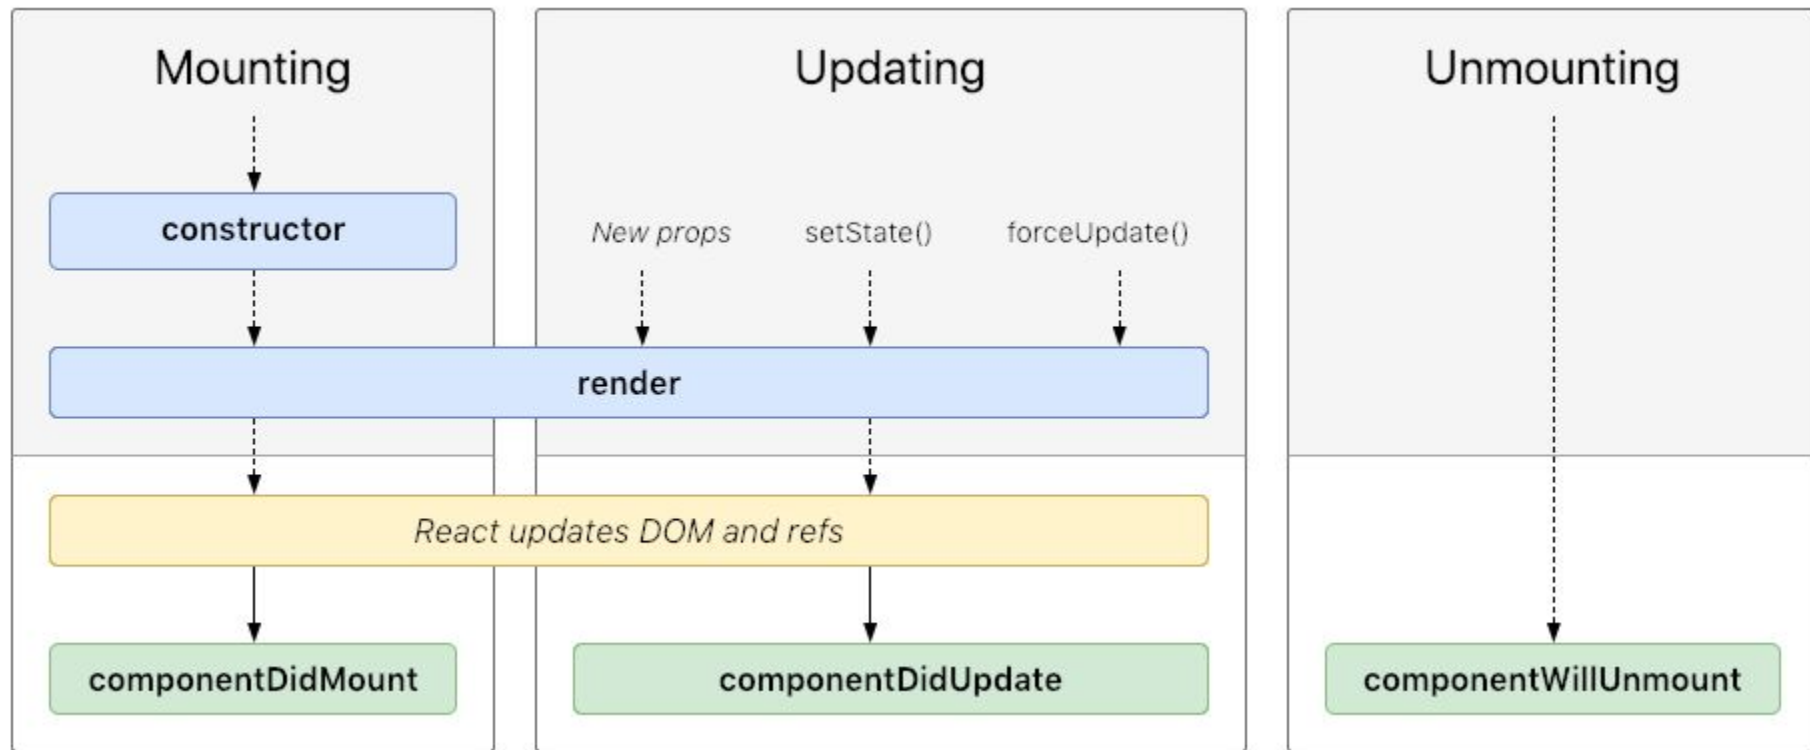 Mounting
Updating
Unmounting
constructor
New props
setState()
forceUpdate()
render
React updates DOM and refs
componentDidMount
componentDidUpdate
componentWillUnmount